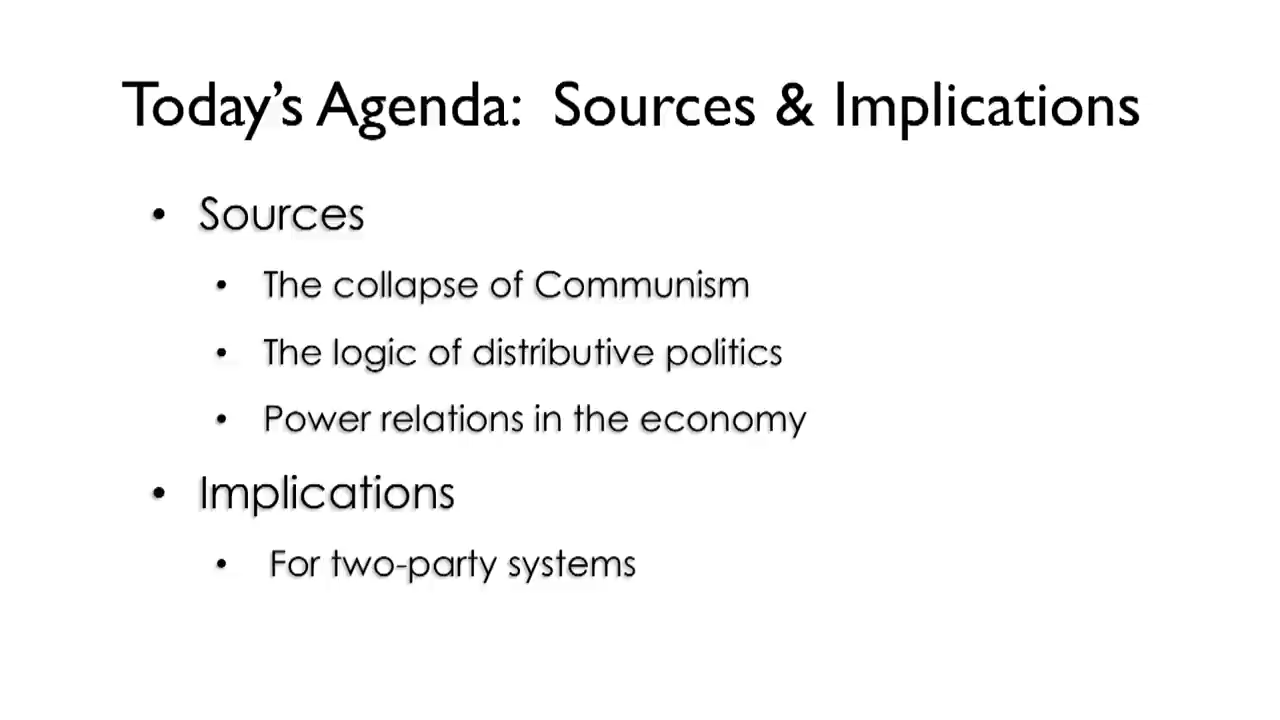 Today's Agenda: Sources & Implications
• Sources
• The collapse of Communism
• The logic of distributive politics
• Power relations in the economy
• Implications
• For two-party systems